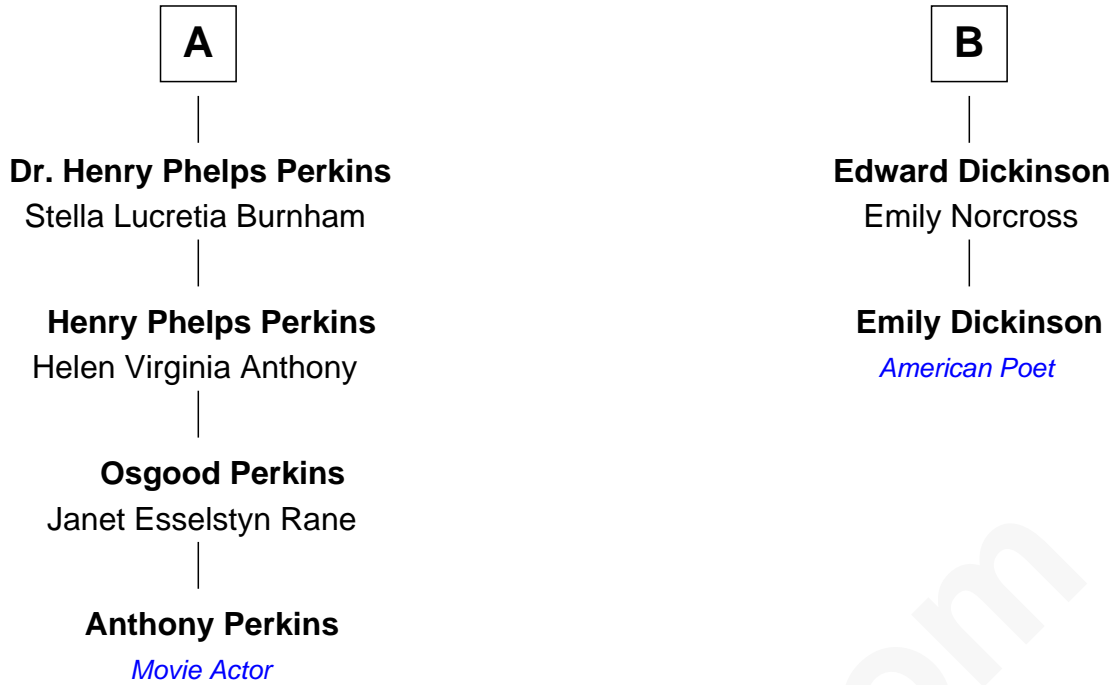 A
Dr. Henry Phelps Perkins
Stella Lucretia Burnham
Henry Phelps Perkins
Helen Virginia Anthony
Osgood Perkins
Janet Esselstyn Rane
Anthony Perkins
Movie Actor
B
Edward Dickinson
Emily Norcross
Emily Dickinson
American Poet
om